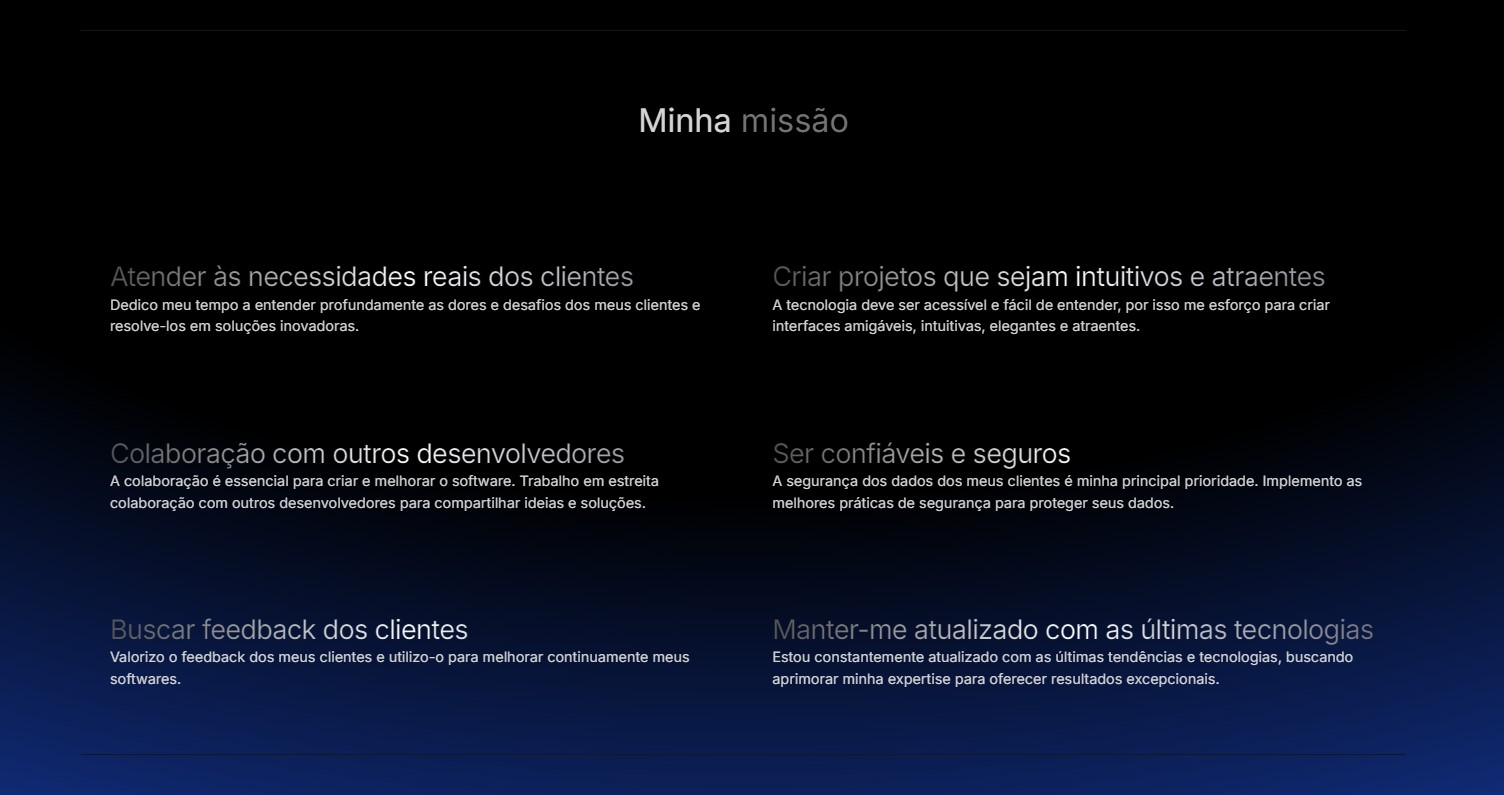 Minha missão
Atender às necessidades reais dos clientes
Dedico meu tempo a entender profundamente as dores e desafios dos meus clientes e
resolve-los em soluções inovadoras.
Criar projetos que sejam intuitivos e atraentes
A tecnologia deve ser acessível e fácil de entender, por isso me esforço para criar
interfaces amigáveis, intuitivas, elegantes e atraentes.
Colaboração com outros desenvolvedores
A colaboração é essencial para criar e melhorar o software. Trabalho em estreita
colaboração com outros desenvolvedores para compartilhar ideias e soluções.
Ser confiáveis e seguros
A segurança dos dados dos meus clientes é minha principal prioridade. Implemento as
melhores práticas de segurança para proteger seus dados.
Buscar feedback dos clientes
Valorizo o feedback dos meus clientes e utilizo-o para melhorar continuamente meus
softwares.
Manter-me atualizado com as últimas tecnologias
Estou constantemente atualizado com as últimas tendências e tecnologias, buscando
aprimorar minha expertise para oferecer resultados excepcionais.